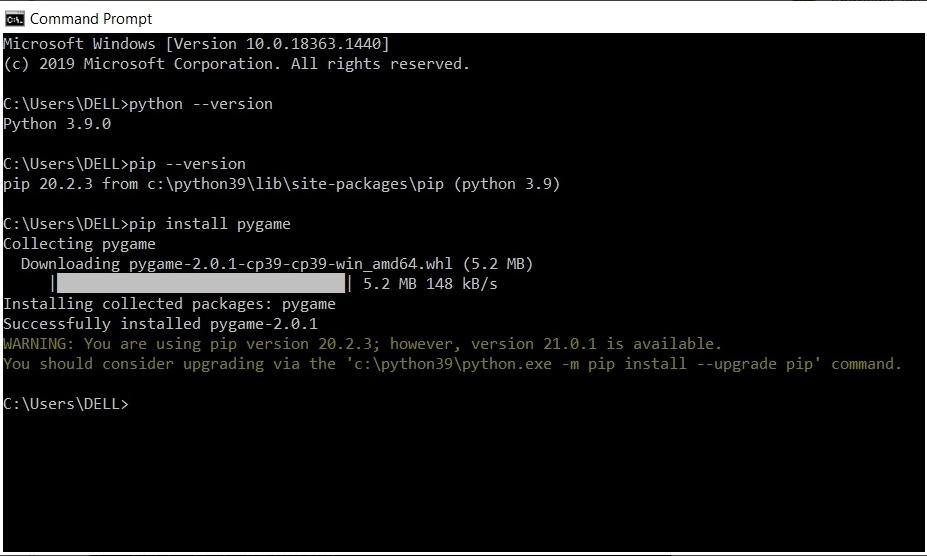 Command Prompt
Microsoft Windows [Version 10.0.18363.1440]
(c) 2019 Microsoft Corporation. All rights reserved.
C:\Users\DELL>python --version
Python 3.9.0
C:\Users\DELL>pip --version
pip 20.2.3 from c:\python39\lib\site-packages\pip (python 3.9)
C:\Users\DELL>pip install pygame
Collecting pygame
  Downloading pygame-2.0.1-cp39-cp39-win_amd64.whl (5.2 MB)
     |████████████████████████████████| 5.2 MB 148 kB/s
Installing collected packages: pygame
Successfully installed pygame-2.0.1
WARNING: You are using pip version 20.2.3; however, version 21.0.1 is available.
You should consider upgrading via the 'c:\python39\python.exe -m pip install --upgrade pip' command.
C:\Users\DELL>